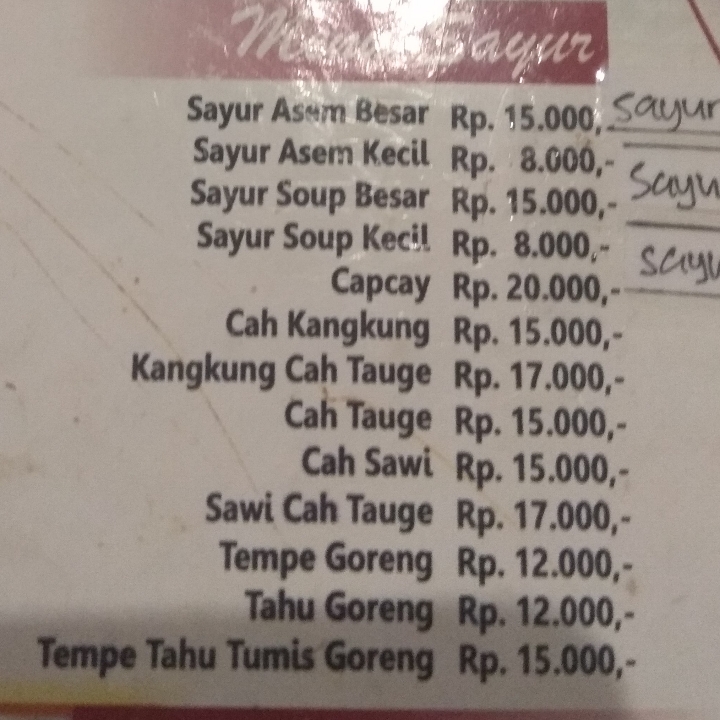 Menu Sayur
Sayur Asem Besar Rp. 15.000,- sayur
Sayur Asem Kecil Rp. 8.000,-
Sayur Soup Besar Rp. 15.000,-
Sayur Soup Kecil Rp. 8.000,-
Capcay Rp. 20.000,-
Cah Kangkung Rp. 15.000,-
Kangkung Cah Tauge Rp. 17.000,-
Cah Tauge Rp. 15.000,-
Cah Sawi Rp. 15.000,-
Sawi Cah Tauge Rp. 17.000,-
Tempe Goreng Rp. 12.000,-
Tahu Goreng Rp. 12.000,-
Tempe Tahu Tumis Goreng Rp. 15.000,-